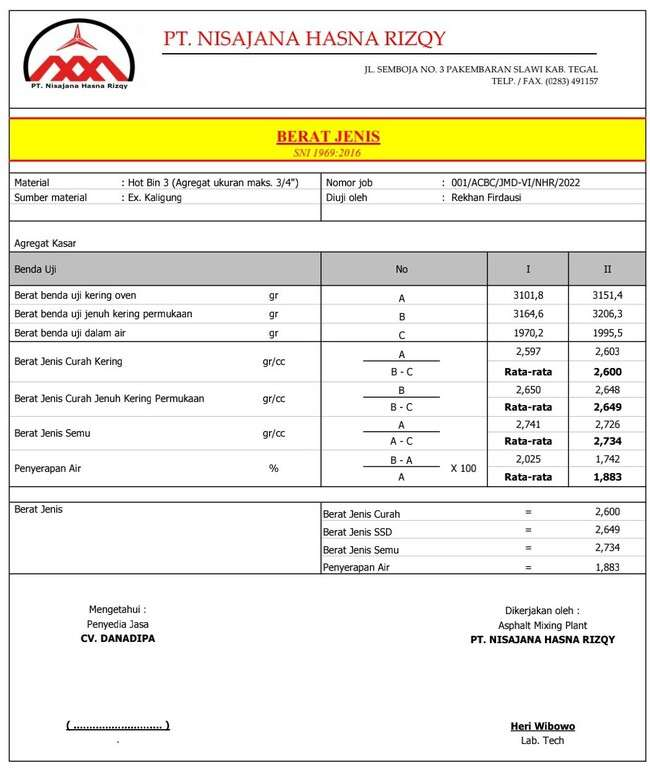 PT. NISAJANA HASNA RIZQY
JL. SEMBOJA NO. 3 PAKEMBARAN SLAWI KAB. TEGAL
TELP. / FAX. (0283) 491157
PT. Nisajana Hasna Rizqy
BERAT JENIS
SNI 1969:2016
Material : Hot Bin 3 (Agregat ukuran maks. 3/4") Nomor job : 001/ACBC/JMD-VI/NHR/2022
Sumber material : Ex. Kaligung Diuji oleh : Rekhan Firdausi
Agregat Kasar
Benda Uji No I II
Berat benda uji kering oven gr A 3101,8 3151,4
Berat benda uji jenuh kering permukaan gr B 3164,6 3206,3
Berat benda uji dalam air gr C 1970,2 1995,5
Berat Jenis Curah Kering gr/cc A 2,597 2,603
B - C Rata-rata 2,600
Berat Jenis Curah Jenuh Kering Permukaan gr/cc B 2,650 2,648
B - C Rata-rata 2,649
Berat Jenis Semu gr/cc A 2,741 2,726
A - C Rata-rata 2,734
Penyerapan Air % B - A X 100 2,025 1,742
A Rata-rata 1,883
Berat Jenis
Berat Jenis Curah = 2,600
Berat Jenis SSD = 2,649
Berat Jenis Semu = 2,734
Penyerapan Air = 1,883
Mengetahui :
Penyedia Jasa
CV. DANADIPA
Dikerjakan oleh :
Asphalt Mixing Plant
PT. NISAJANA HASNA RIZQY
( ............................ )
.
Heri Wibowo
Lab. Tech